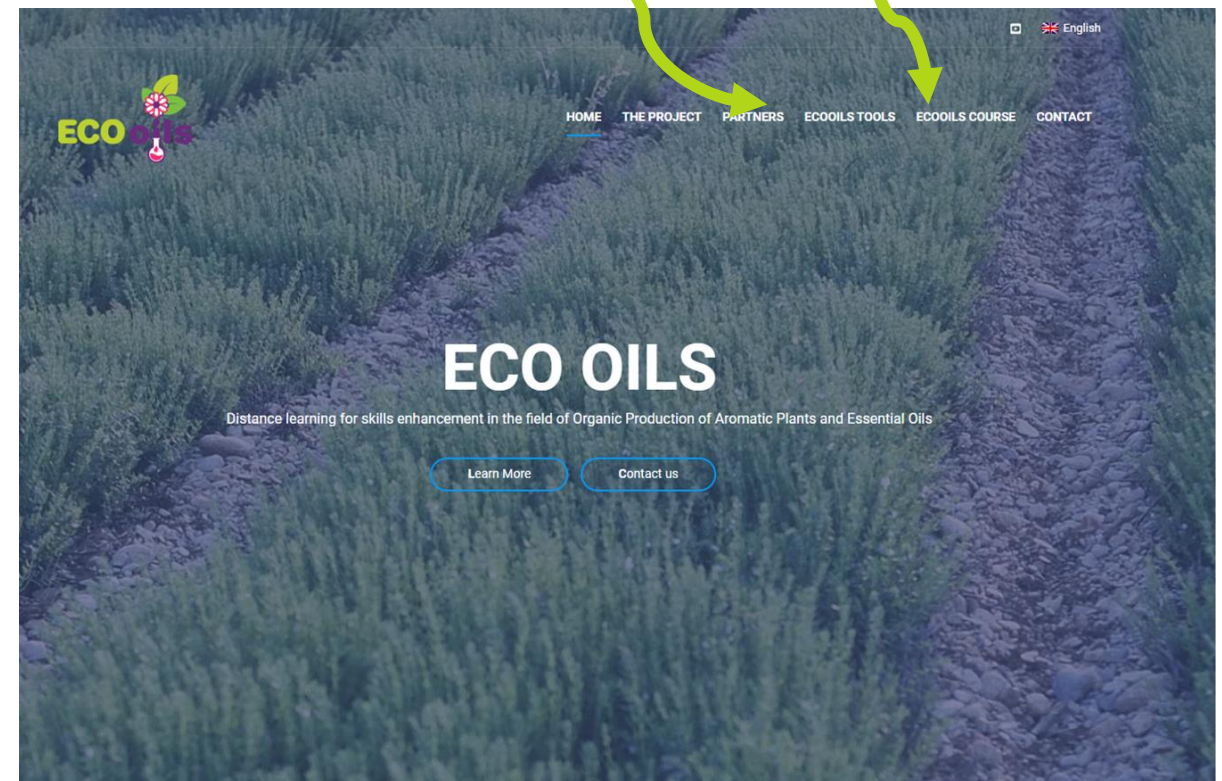 English
ECO oils
HOME THE PROJECT PARTNERS ECOOILS TOOLS ECOOILS COURSE CONTACT
ECO OILS
Distance learning for skills enhancement in the field of Organic Production of Aromatic Plants and Essential Oils
Learn More Contact us